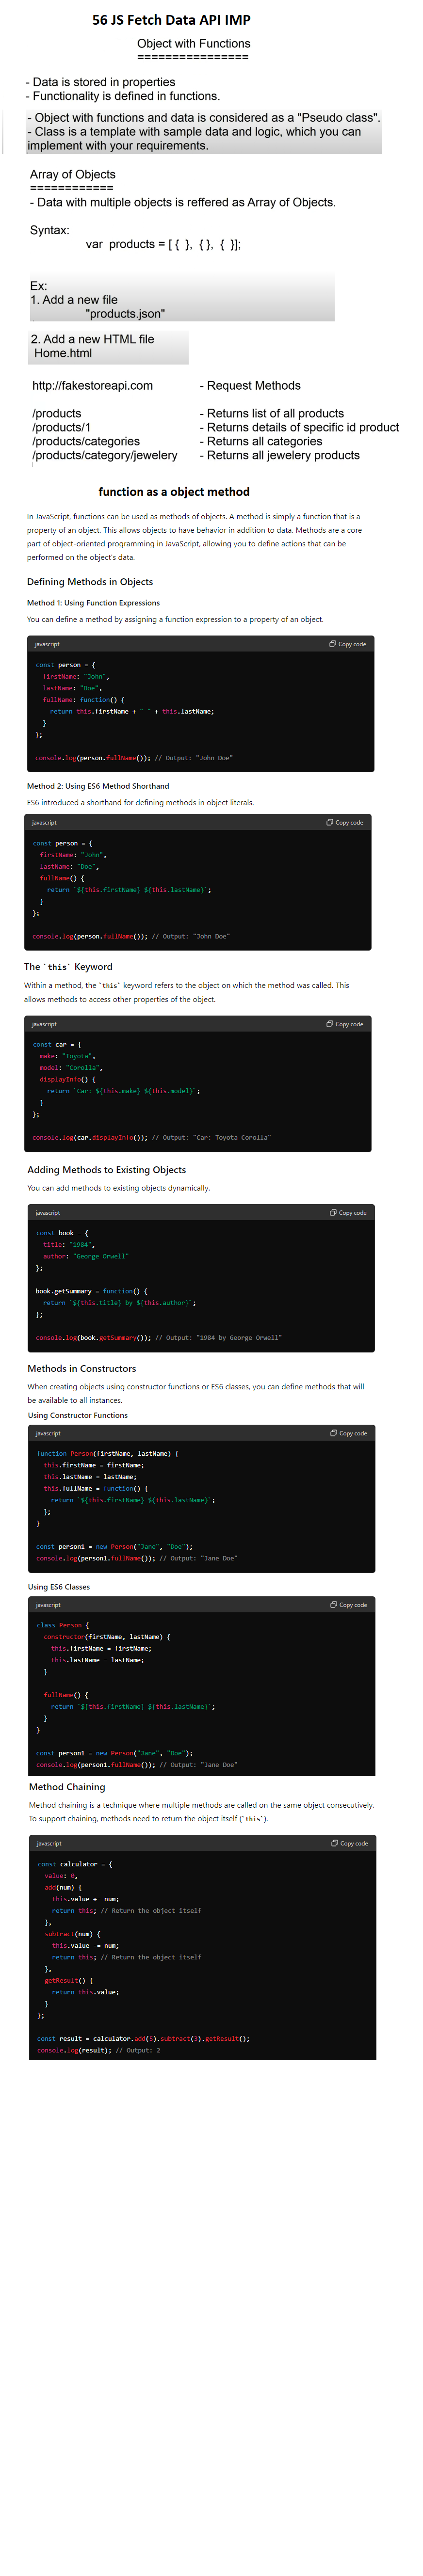 56 JS Fetch Data API IMP
Object with Functions
================
- Data is stored in properties
- Functionality is defined in functions.
- Object with functions and data is considered as a "Pseudo class".
- Class is a template with sample data and logic, which you can
implement with your requirements.
Array of Objects
============
- Data with multiple objects is reffered as Array of Objects.
Syntax:
var products = [ { }, { }, { }];
Ex:
1. Add a new file
"products.json"
2. Add a new HTML file
Home.html
http://fakestoreapi.com - Request Methods
/products - Returns list of all products
/products/1 - Returns details of specific id product
/products/categories - Returns all categories
/products/category/jewelery - Returns all jewelery products
function as a object method
In JavaScript, functions can be used as methods of objects. A method is simply a function that is a
property of an object. This allows objects to have behavior in addition to data. Methods are a core
part of object-oriented programming in JavaScript, allowing you to define actions that can be
performed on the object's data.
Defining Methods in Objects
Method 1: Using Function Expressions
You can define a method by assigning a function expression to a property of an object.
javascript Copy code
const person = {
firstName: "John",
lastName: "Doe",
fullName: function() {
return this.firstName + " " + this.lastName;
}
};
console.log(person.fullName()); // Output: "John Doe"
Method 2: Using ES6 Method Shorthand
ES6 introduced a shorthand for defining methods in object literals.
javascript Copy code
const person = {
firstName: "John",
lastName: "Doe",
fullName() {
return `${this.firstName} ${this.lastName}`;
}
};
console.log(person.fullName()); // Output: "John Doe"
The `this` Keyword
Within a method, the `this` keyword refers to the object on which the method was called. This
allows methods to access other properties of the object.
javascript Copy code
const car = {
make: "Toyota",
model: "Corolla",
displayInfo() {
return `Car: ${this.make} ${this.model}`;
}
};
console.log(car.displayInfo()); // Output: "Car: Toyota Corolla"
Adding Methods to Existing Objects
You can add methods to existing objects dynamically.
javascript Copy code
const book = {
title: "1984",
author: "George Orwell"
};
book.getSummary = function() {
return `${this.title} by ${this.author}`;
};
console.log(book.getSummary()); // Output: "1984 by George Orwell"
Methods in Constructors
When creating objects using constructor functions or ES6 classes, you can define methods that will
be available to all instances.
Using Constructor Functions
javascript Copy code
function Person(firstName, lastName) {
this.firstName = firstName;
this.lastName = lastName;
this.fullName = function() {
return `${this.firstName} ${this.lastName}`;
};
}
const person1 = new Person("Jane", "Doe");
console.log(person1.fullName()); // Output: "Jane Doe"
Using ES6 Classes
javascript Copy code
class Person {
constructor(firstName, lastName) {
this.firstName = firstName;
this.lastName = lastName;
}
fullName() {
return `${this.firstName} ${this.lastName}`;
}
}
const person1 = new Person("Jane", "Doe");
console.log(person1.fullName()); // Output: "Jane Doe"
Method Chaining
Method chaining is a technique where multiple methods are called on the same object consecutively.
To support chaining, methods need to return the object itself (`this`).
javascript Copy code
const calculator = {
value: 0,
add(num) {
this.value += num;
return this; // Return the object itself
},
subtract(num) {
this.value -= num;
return this; // Return the object itself
},
getResult() {
return this.value;
}
};
const result = calculator.add(5).subtract(3).getResult();
console.log(result); // Output: 2